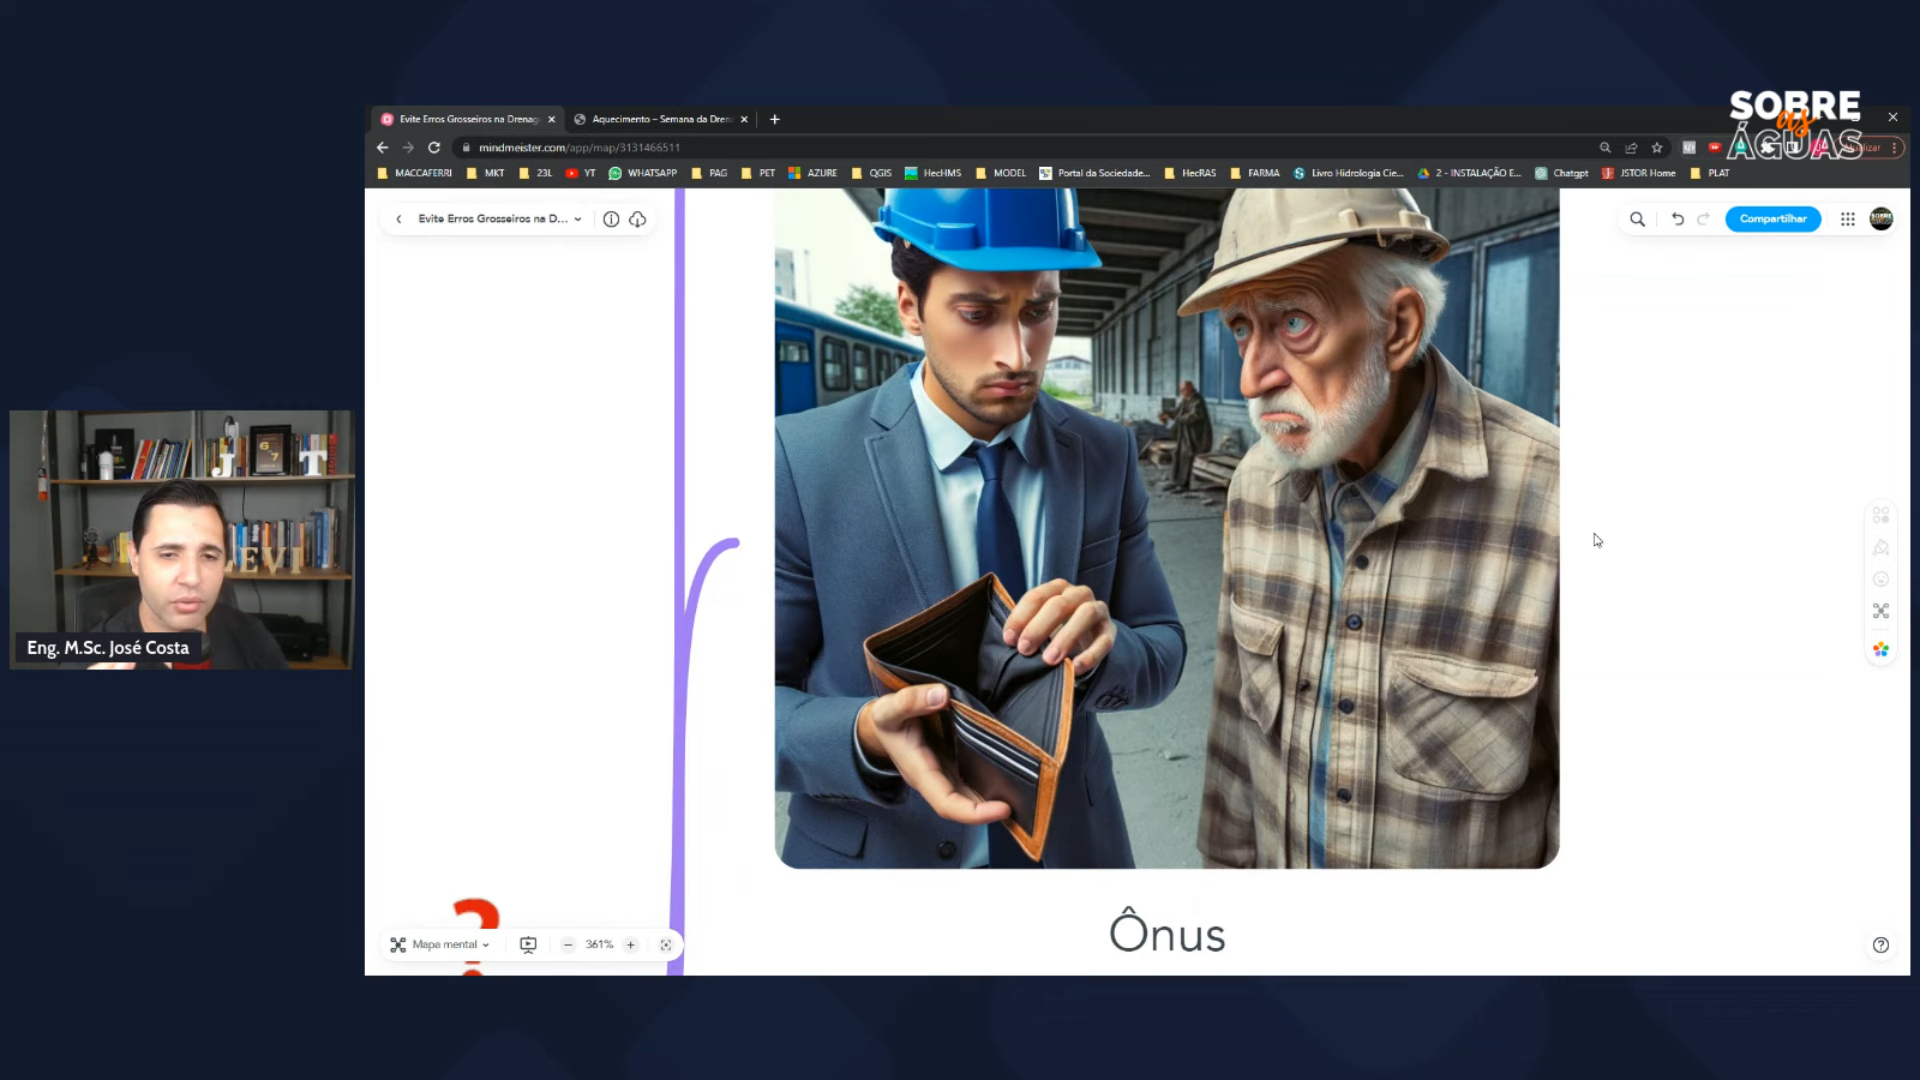 SOBRE
as
ÁGUAS
Evite Erros Grosseiros na Drenag
Aquecimento – Semana da Dren
mindmeister.com/app/map/3131466511
MACCAFERRI
MKT
23L
YT
WHATSAPP
PAG
PET
AZURE
QGIS
HecHMS
MODEL
Portal da Sociedade...
HecRAS
FARMA
Livro Hidrologia Cie...
2 - INSTALAÇÃO E...
Chatgpt
JSTOR Home
PLAT
Evite Erros Grosseiros na D...
Compartilhar
J
T
LEVI
Eng. M.Sc. José Costa
?
Ônus
Mapa mental
361%